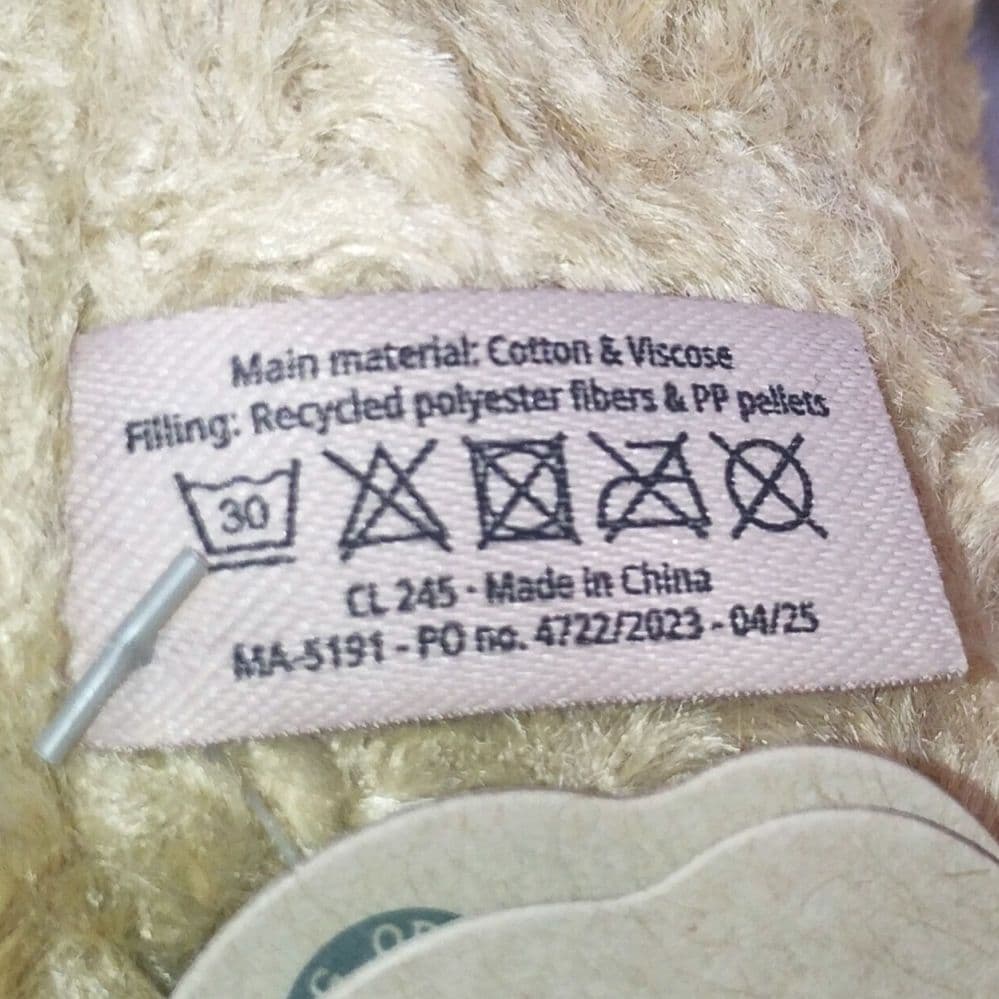 Main material: Cotton & Viscose
Filling: Recycled polyester fibers & PP pellets
30
CL 245 · Made in China
MA-5191 - PO no. 4722/2023 - 04/25